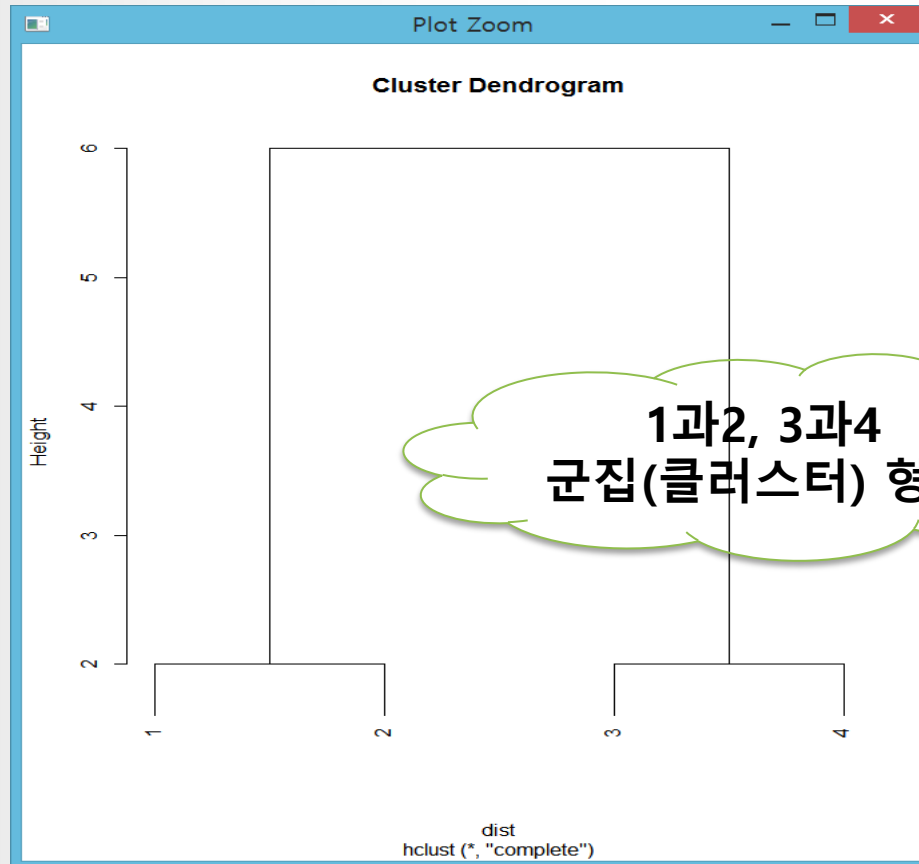 Plot Zoom
Cluster Dendrogram
Height
6
5
4
3
2
1과2, 3과4
군집(클러스터)
1
2
3
4
dist
hclust (*, "complete")